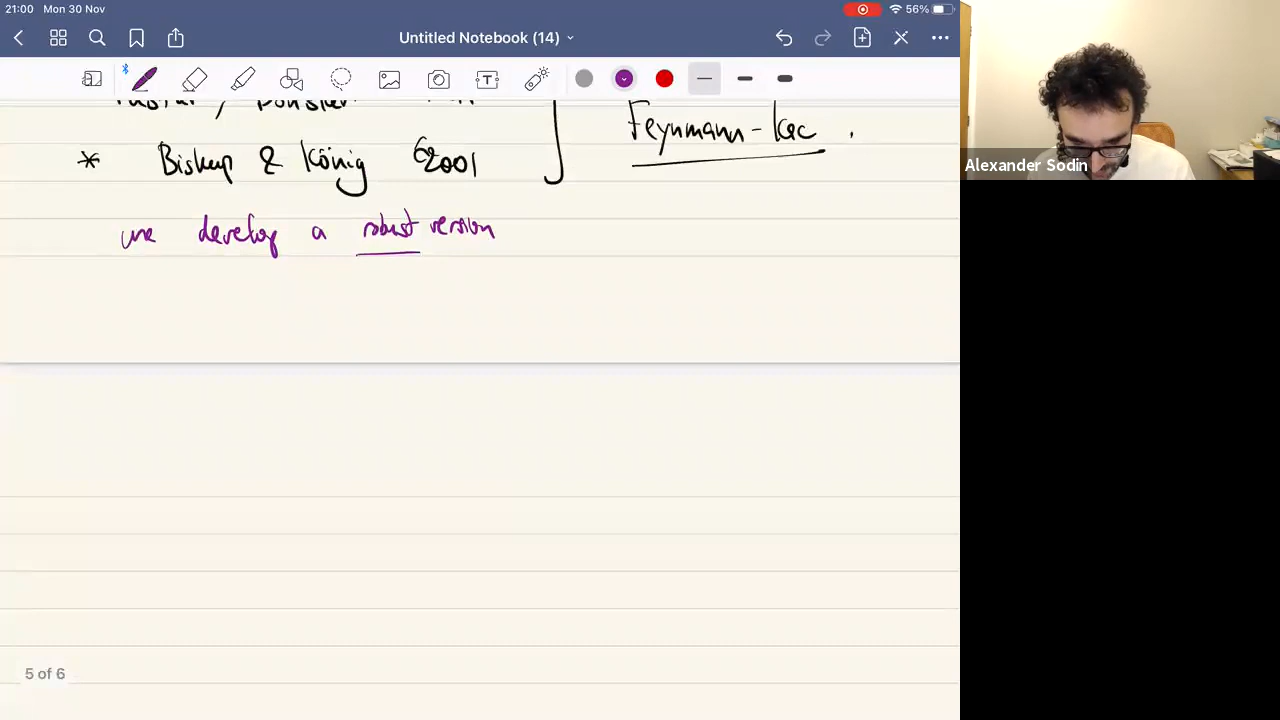 21:00 Mon 30 Nov
56%
Untitled Notebook (14)
* Biskup & König 2001
Feynmann-Kac .
we develop a robust version
Alexander Sodin
5 of 6